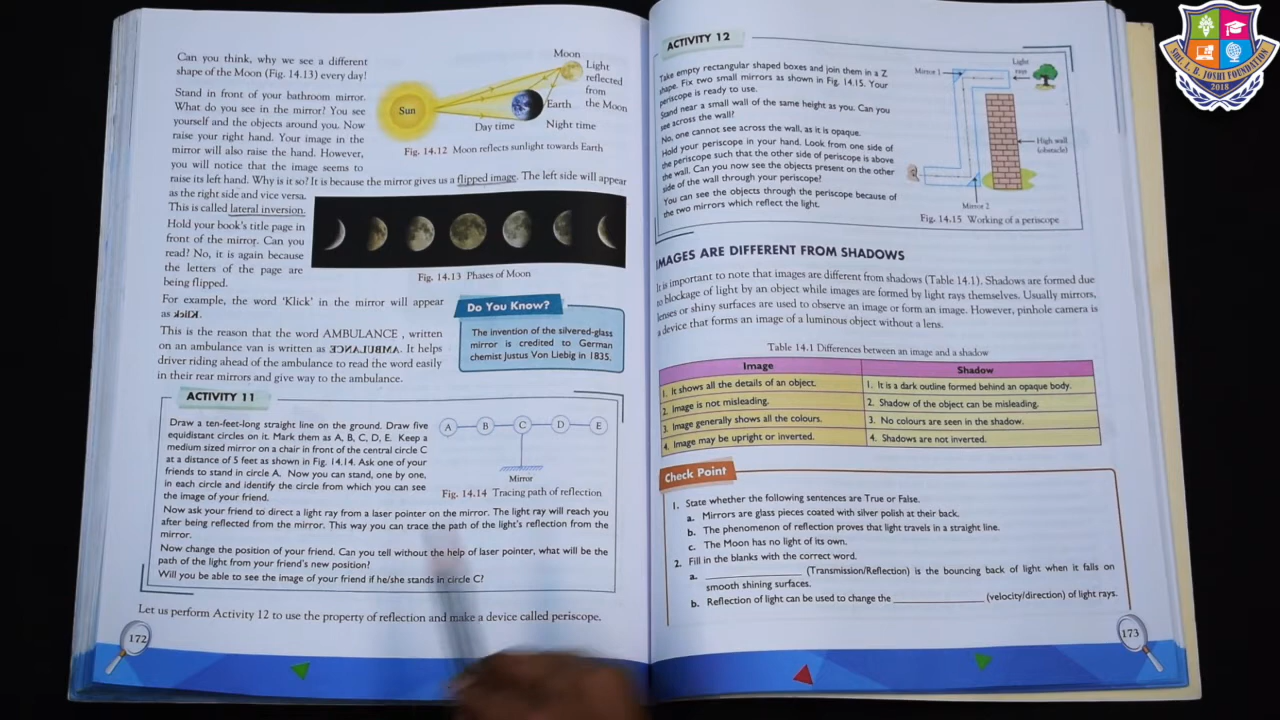 Can you think, why we see a different
shape of the Moon (Fig. 14.13) every day!
Stand in front of your bathroom mirror.
What do you see in the mirror? You see
yourself and the objects around you. Now
raise your right hand. Your image in the
mirror will also raise the hand. However,
you will notice that the image seems to
raise its left hand. Why is it so? It is because the mirror gives us a flipped image. The left side will appear
as the right side and vice versa.
This is called lateral inversion.
Hold your book's title page in
front of the mirror. Can you
read? No, it is again because
the letters of the page are
being flipped.
For example, the word 'Klick' in the mirror will appear
as Klick.
This is the reason that the word AMBULANCE , written
on an ambulance van is written as AMBULANCE. It helps
driver riding ahead of the ambulance to read the word easily
in their rear mirrors and give way to the ambulance.
Moon
Light
reflected
from
the Moon
Sun
Earth
Day time
Night time
Fig. 14.12 Moon reflects sunlight towards Earth
Fig. 14.13 Phases of Moon
Do You Know?
The invention of the silvered-glass
mirror is credited to German
chemist Justus Von Liebig in 1835.
ACTIVITY 11
Draw a ten-feet-long straight line on the ground. Draw five
equidistant circles on it. Mark them as A, B, C, D, E. Keep a
medium sized mirror on a chair in front of the central circle C
at a distance of 5 feet as shown in Fig. 14.14. Ask one of your
friends to stand in circle A. Now you can stand, one by one,
in each circle and identify the circle from which you can see
the image of your friend.
A B C D E
Mirror
Fig. 14.14 Tracing path of reflection
Now ask your friend to direct a light ray from a laser pointer on the mirror. The light ray will reach you
after being reflected from the mirror. This way you can trace the path of the light's reflection from the
mirror.
Now change the position of your friend. Can you tell without the help of laser pointer, what will be the
path of the light from your friend's new position?
Will you be able to see the image of your friend if he/she stands in circle C?
Let us perform Activity 12 to use the property of reflection and make a device called periscope.
172
ACTIVITY 12
Take empty rectangular shaped boxes and join them in a Z
shape. Fix two small mirrors as shown in Fig. 14.15. Your
periscope is ready to use.
Stand near a small wall of the same height as you. Can you
see across the wall?
No, one cannot see across the wall, as it is opaque.
Hold your periscope in your hand. Look from one side of
the periscope such that the other side of periscope is above
the wall. Can you now see the objects present on the other
side of the wall through your periscope?
You can see the objects through the periscope because of
the two mirrors which reflect the light.
Mirror 1
Light
rays
High wall
(obstacle)
Mirror 2
Fig. 14.15 Working of a periscope
IMAGES ARE DIFFERENT FROM SHADOWS
It is important to note that images are different from shadows (Table 14.1). Shadows are formed due
to blockage of light by an object while images are formed by light rays themselves. Usually mirrors,
lenses or shiny surfaces are used to observe an image or form an image. However, pinhole camera is
a device that forms an image of a luminous object without a lens.
Table 14.1 Differences between an image and a shadow
Image Shadow
1. It shows all the details of an object. 1. It is a dark outline formed behind an opaque body.
2. Image is not misleading. 2. Shadow of the object can be misleading.
3. Image generally shows all the colours. 3. No colours are seen in the shadow.
4. Image may be upright or inverted. 4. Shadows are not inverted.
Check Point
1. State whether the following sentences are True or False.
a. Mirrors are glass pieces coated with silver polish at their back.
b. The phenomenon of reflection proves that light travels in a straight line.
c. The Moon has no light of its own.
2. Fill in the blanks with the correct word.
a. ____________ (Transmission/Reflection) is the bouncing back of light when it falls on
smooth shining surfaces.
b. Reflection of light can be used to change the ____________ (velocity/direction) of light rays.
173
SHRI. L. B. JOSHI FOUNDATION
2018